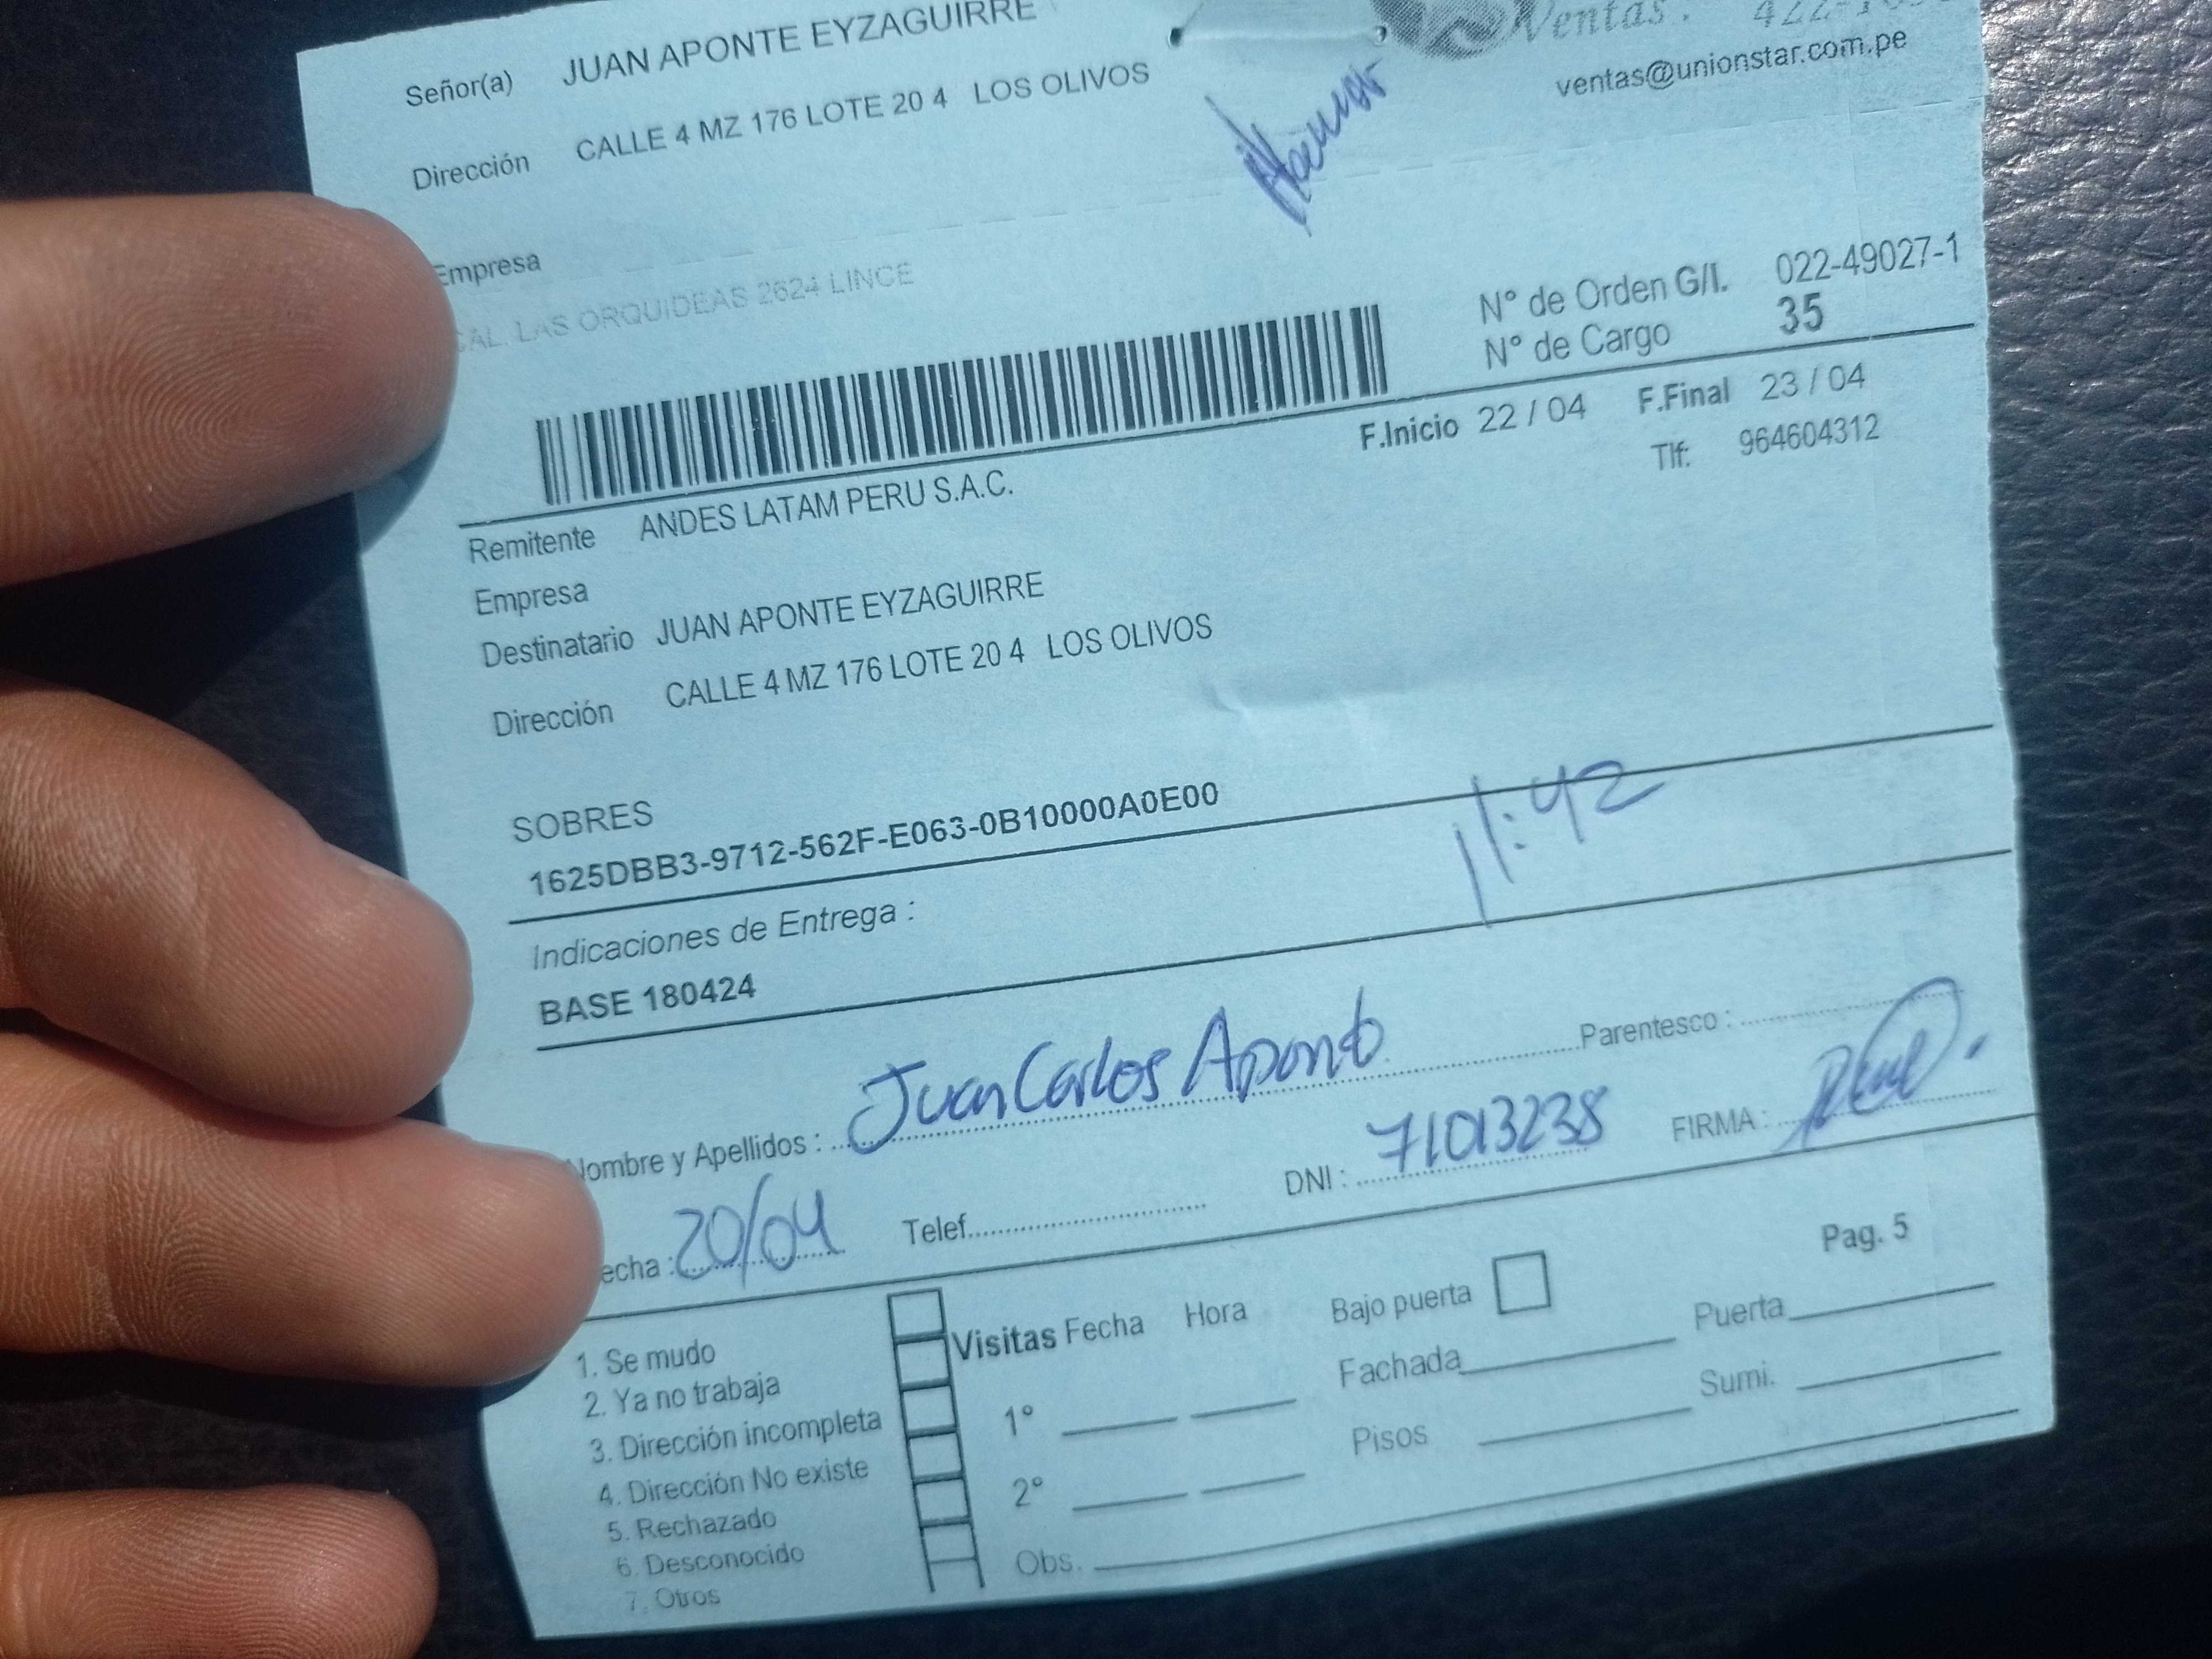 Señor(a) JUAN APONTE EYZAGUIRRE
Ventas:
ventas@unionstar.com.pe
Dirección CALLE 4 MZ 176 LOTE 20 4 LOS OLIVOS
Empresa
CAL. LAS ORQUIDEAS 2624 LINCE
N° de Orden G/I. 022-49027-1
N° de Cargo 35
F.Inicio 22 / 04 F.Final 23 / 04
Tlf: 964604312
Remitente ANDES LATAM PERU S.A.C.
Empresa
Destinatario JUAN APONTE EYZAGUIRRE
Dirección CALLE 4 MZ 176 LOTE 20 4 LOS OLIVOS
SOBRES
1625DBB3-9712-562F-E063-0B10000A0E00
11:42
Indicaciones de Entrega :
BASE 180424
Nombre y Apellidos : Juan Carlos Aponte Parentesco :
echa : 20/04 Telef. DNI : 71013238 FIRMA :
Pag. 5
1. Se mudo
2. Ya no trabaja
3. Dirección incompleta
4. Dirección No existe
5. Rechazado
6. Desconocido
7. Otros
Visitas Fecha Hora
1°
2°
Obs.
Bajo puerta
Fachada Puerta
Pisos Sumi.